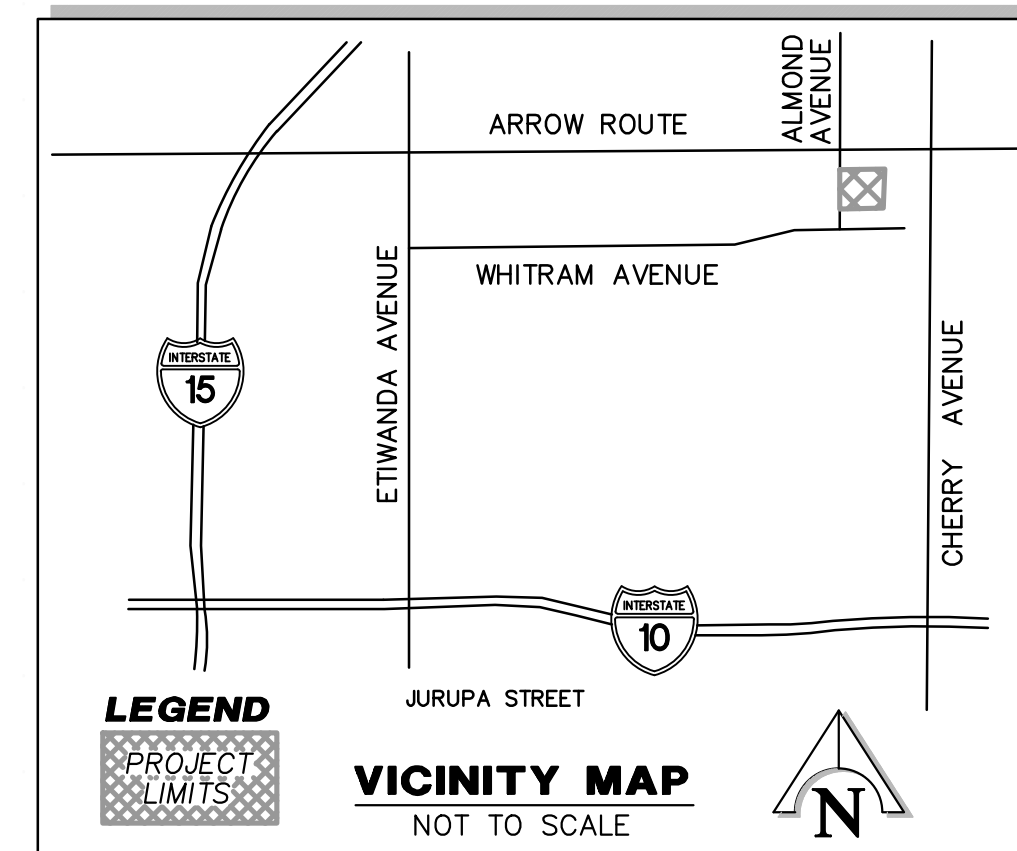 ALMOND
AVENUE
ARROW ROUTE
WHITRAM AVENUE
ETIWANDA AVENUE
CHERRY AVENUE
INTERSTATE
15
INTERSTATE
10
JURUPA STREET
LEGEND
PROJECT
LIMITS
VICINITY MAP
NOT TO SCALE
N